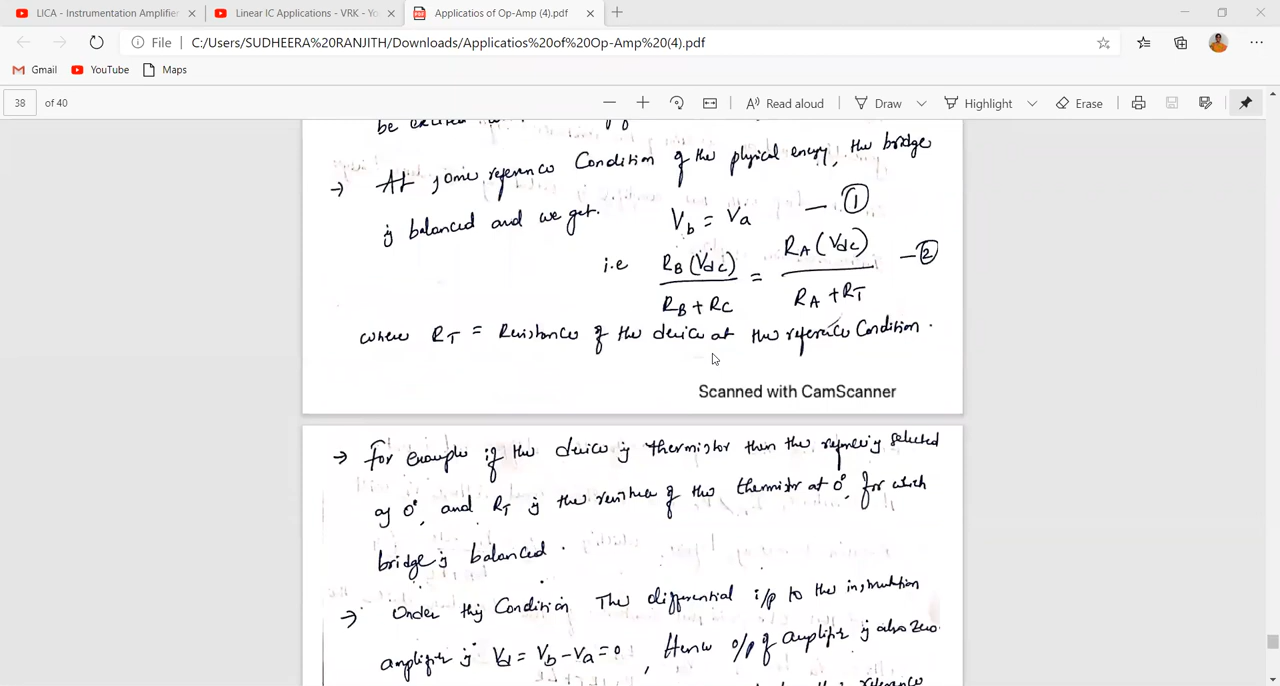 LICA - Instrumentation Amplifier
Linear IC Applications - VRK - Yo
Applicatios of Op-Amp (4).pdf
File
C:/Users/SUDHEERA%20RANJITH/Downloads/Applicatios%20of%20Op-Amp%20(4).pdf
Gmail YouTube Maps
38 of 40
Read aloud Draw Highlight Erase
be
→ At some reference Condition of the physical energy, the bridge
is balanced and we get. Vb = Va — ①
i.e RB (Vdc) / RB + RC = RA (Vdc) / RA + RT — ②
where RT = Resistance of the device at the reference Condition.
Scanned with CamScanner
→ For example if the device is thermistor then the selected
as 0°, and RT is the of the thermistor at 0°, for which
bridge is balanced.
→ Under this Condition The differential i/p to the
amplifier is Vd = Vb - Va = 0, Hence o/p of amplifier is also zero.
reference